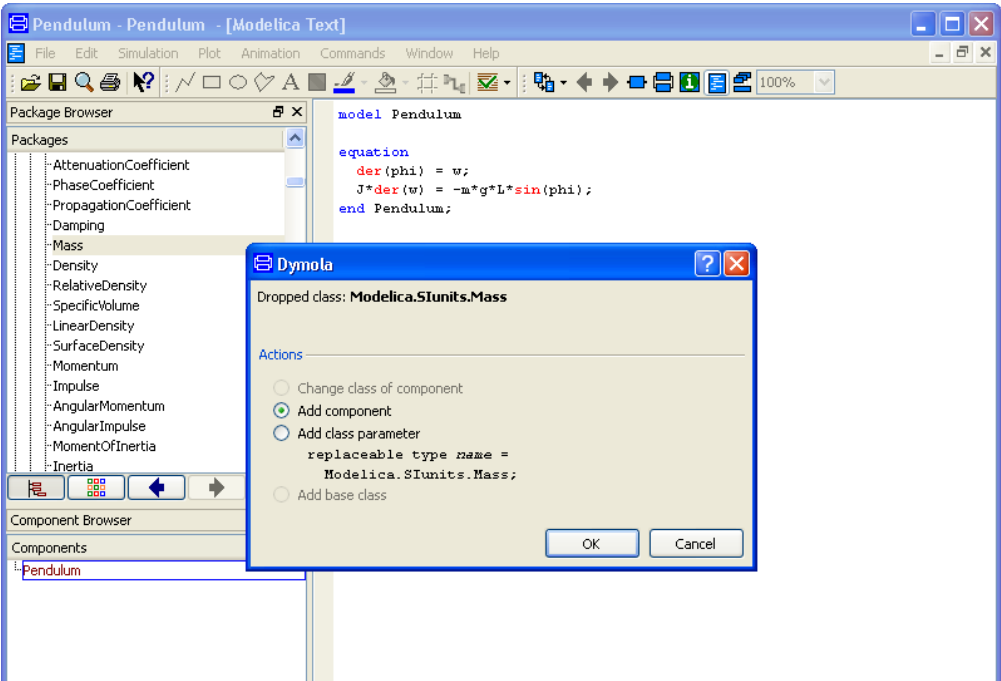 Pendulum - Pendulum - [Modelica Text]
File Edit Simulation Plot Animation Commands Window Help
A 100%
Package Browser
Packages
AttenuationCoefficient
PhaseCoefficient
PropagationCoefficient
Damping
Mass
Density
RelativeDensity
SpecificVolume
LinearDensity
SurfaceDensity
Momentum
Impulse
AngularMomentum
AngularImpulse
MomentOfInertia
Inertia
Component Browser
Components
Pendulum
model Pendulum
equation
der(phi) = w;
J*der(w) = -m*g*L*sin(phi);
end Pendulum;
Dymola
Dropped class: Modelica.SIunits.Mass
Actions
Change class of component
Add component
Add class parameter
replaceable type name =
Modelica.SIunits.Mass;
Add base class
OK Cancel